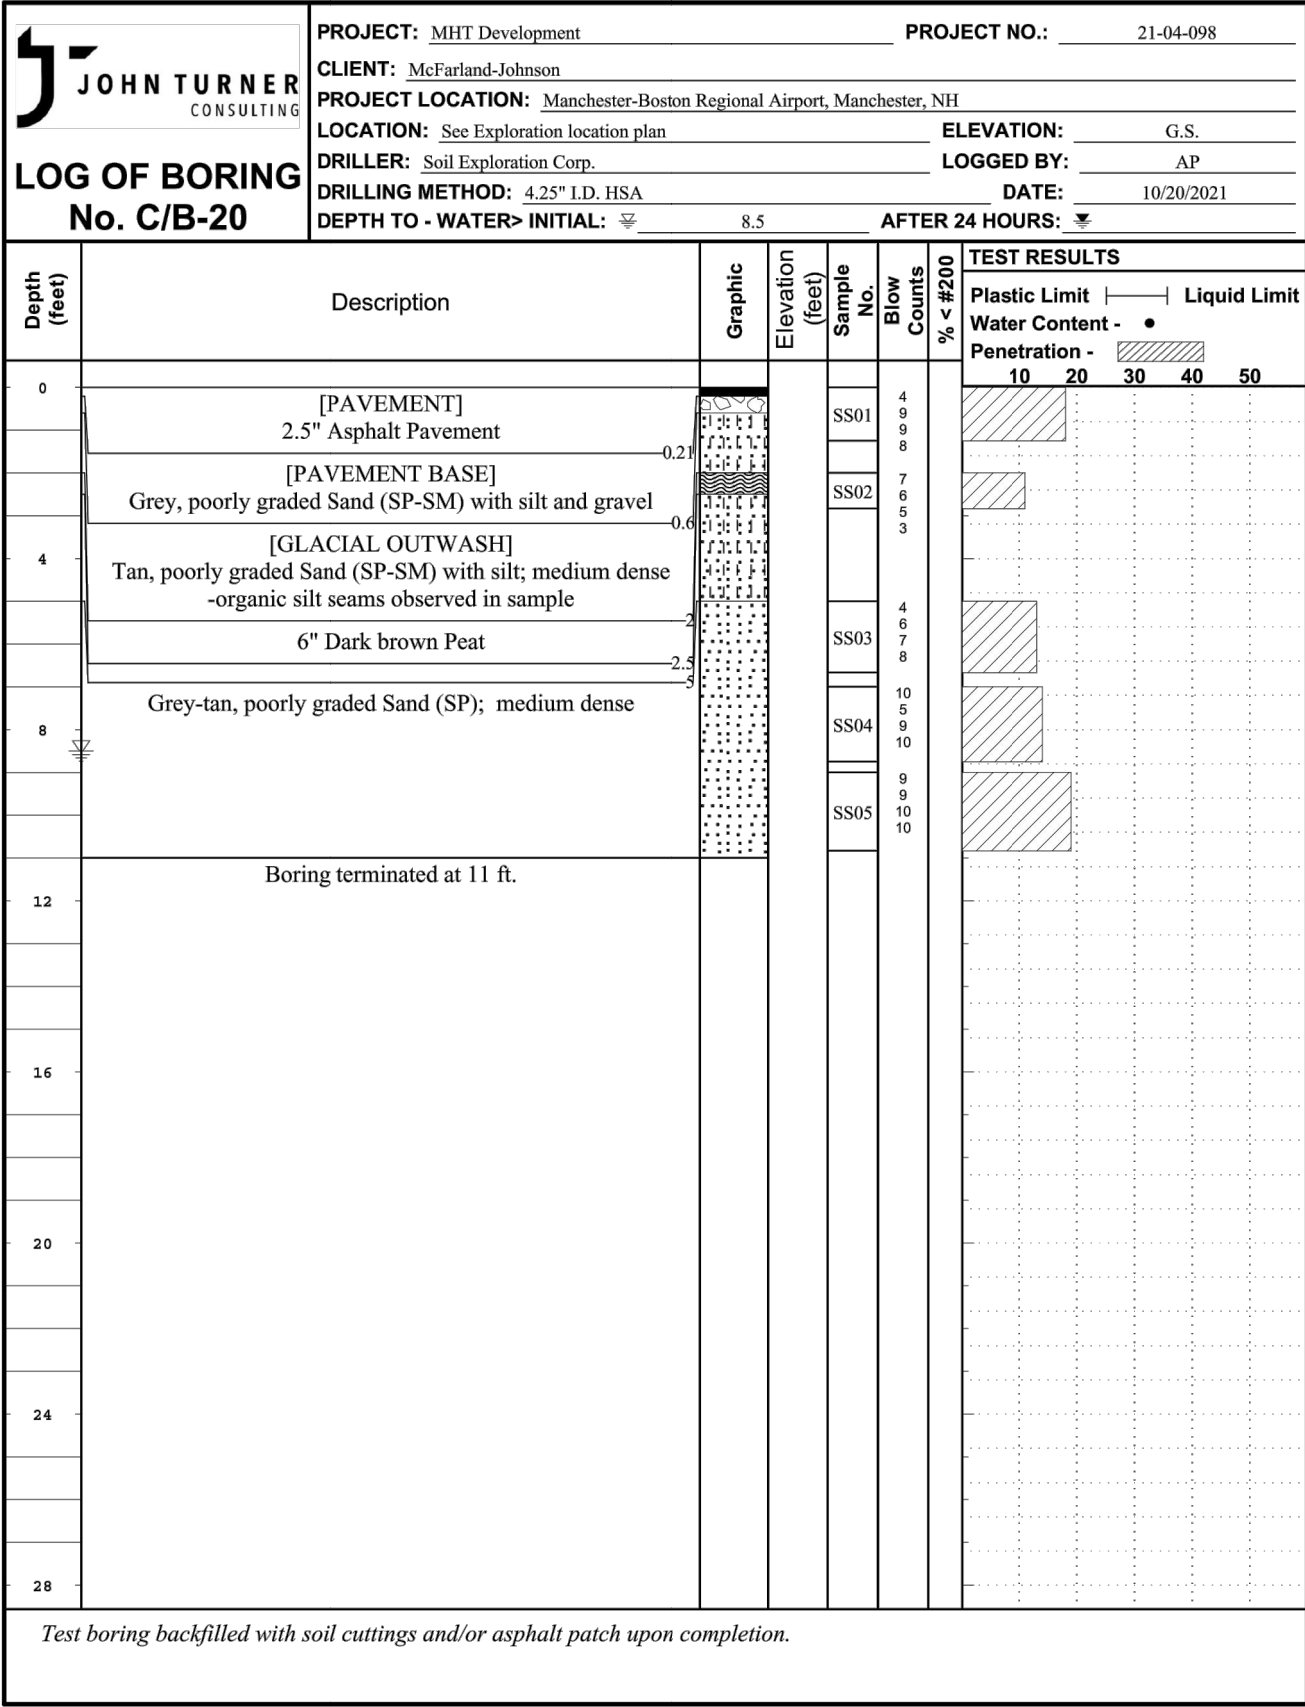 JOHN TURNER
CONSULTING
LOG OF BORING
No. C/B-20
PROJECT: MHT Development PROJECT NO.: 21-04-098
CLIENT: McFarland-Johnson
PROJECT LOCATION: Manchester-Boston Regional Airport, Manchester, NH
LOCATION: See Exploration location plan ELEVATION: G.S.
DRILLER: Soil Exploration Corp. LOGGED BY: AP
DRILLING METHOD: 4.25" I.D. HSA DATE: 10/20/2021
DEPTH TO - WATER> INITIAL: 8.5 AFTER 24 HOURS:
Depth
(feet)
Description
Graphic
Elevation
(feet)
Sample
No.
Blow
Counts
% < #200
TEST RESULTS
Plastic Limit Liquid Limit
Water Content -
Penetration -
10 20 30 40 50
0
[PAVEMENT]
2.5" Asphalt Pavement
0.21
[PAVEMENT BASE]
Grey, poorly graded Sand (SP-SM) with silt and gravel
0.6
[GLACIAL OUTWASH]
4
Tan, poorly graded Sand (SP-SM) with silt; medium dense
-organic silt seams observed in sample
2
6" Dark brown Peat
2.5
5
Grey-tan, poorly graded Sand (SP); medium dense
8
Boring terminated at 11 ft.
12
16
20
24
28
SS01
4
9
9
8
SS02
7
6
5
3
SS03
4
6
7
8
SS04
10
5
9
10
SS05
9
9
10
10
Test boring backfilled with soil cuttings and/or asphalt patch upon completion.